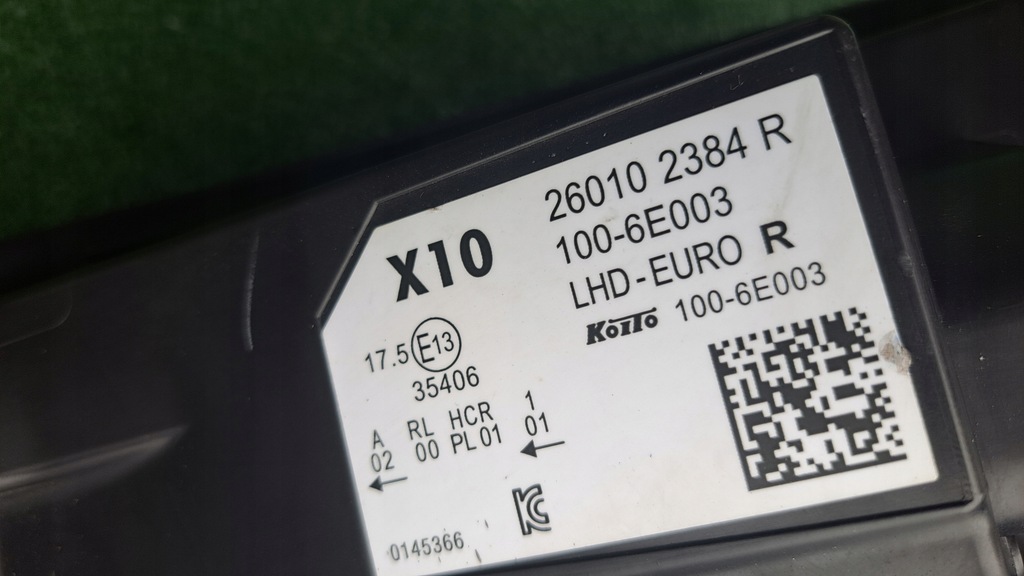 X10
26010 2384 R
100-6E003
LHD-EURO R
KOITO 100-6E003
17.5 E13
35406
A RL HCR 1
02 00 PL01 01
0145366